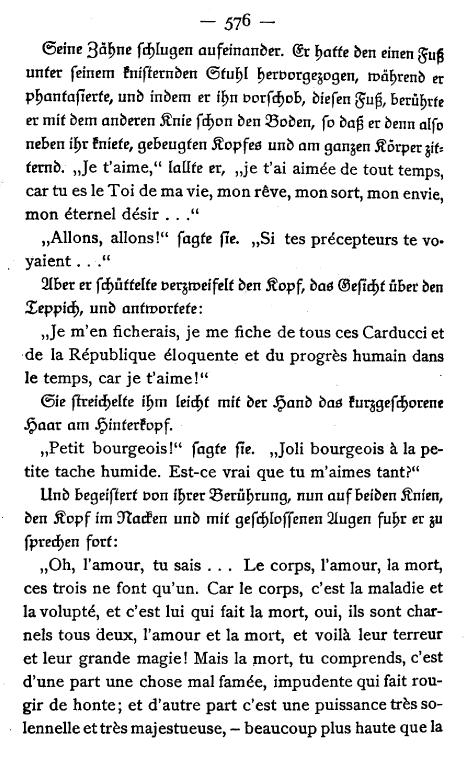 — 576 —
Seine Zähne schlugen aufeinander. Er hatte den einen Fuß
unter seinem knisternden Stuhl hervorgezogen, während er
phantasierte, und indem er ihn vorschob, diesen Fuß, berührte
er mit dem anderen Knie schon den Boden, so daß er denn also
neben ihr kniete, gebeugten Kopfes und am ganzen Körper zit-
ternd. „Je t'aime,“ lallte er, „je t'ai aimée de tout temps,
car tu es le Toi de ma vie, mon rêve, mon sort, mon envie,
mon éternel désir . . .“
„Allons, allons!“ sagte sie. „Si tes précepteurs te vo-
yaient . . .“
Aber er schüttelte verzweifelt den Kopf, das Gesicht über den
Teppich, und antwortete:
„Je m'en ficherais, je me fiche de tous ces Carducci et
de la République éloquente et du progrès humain dans
le temps, car je t'aime!“
Sie streichelte ihm leicht mit der Hand das kurzgeschorene
Haar am Hinterkopf.
„Petit bourgeois!“ sagte sie. „Joli bourgeois à la pe-
tite tache humide. Est-ce vrai que tu m'aimes tant?“
Und begeistert von ihrer Berührung, nun auf beiden Knien,
den Kopf im Nacken und mit geschlossenen Augen fuhr er zu
sprechen fort:
„Oh, l'amour, tu sais . . . Le corps, l'amour, la mort,
ces trois ne font qu'un. Car le corps, c'est la maladie et
la volupté, et c'est lui qui fait la mort, oui, ils sont char-
nels tous deux, l'amour et la mort, et voilà leur terreur
et leur grande magie! Mais la mort, tu comprends, c'est
d'une part une chose mal famée, impudente qui fait rou-
gir de honte; et d'autre part c'est une puissance très so-
lennelle et très majestueuse, – beaucoup plus haute que la